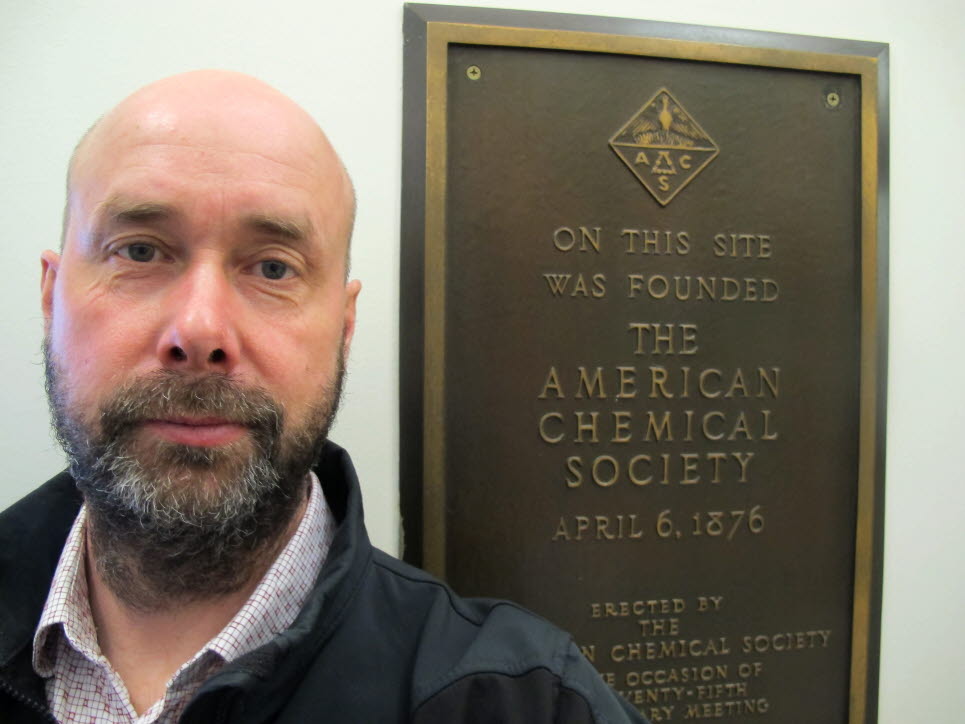 A C
S
ON THIS SITE
WAS FOUNDED
THE
AMERICAN
CHEMICAL
SOCIETY
APRIL 6, 1876
ERECTED BY
THE
CHEMICAL SOCIETY
OCCASION OF
MEETING